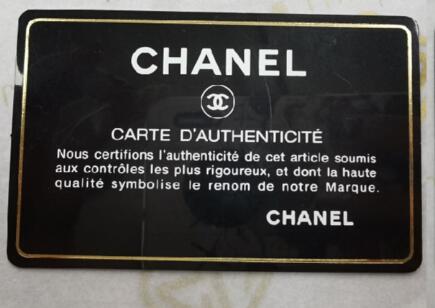 CHANEL
CARTE D'AUTHENTICITÉ
Nous certifions l'authenticité de cet article soumis
aux contrôles les plus rigoureux, et dont la haute
qualité symbolise le renom de notre Marque.
CHANEL